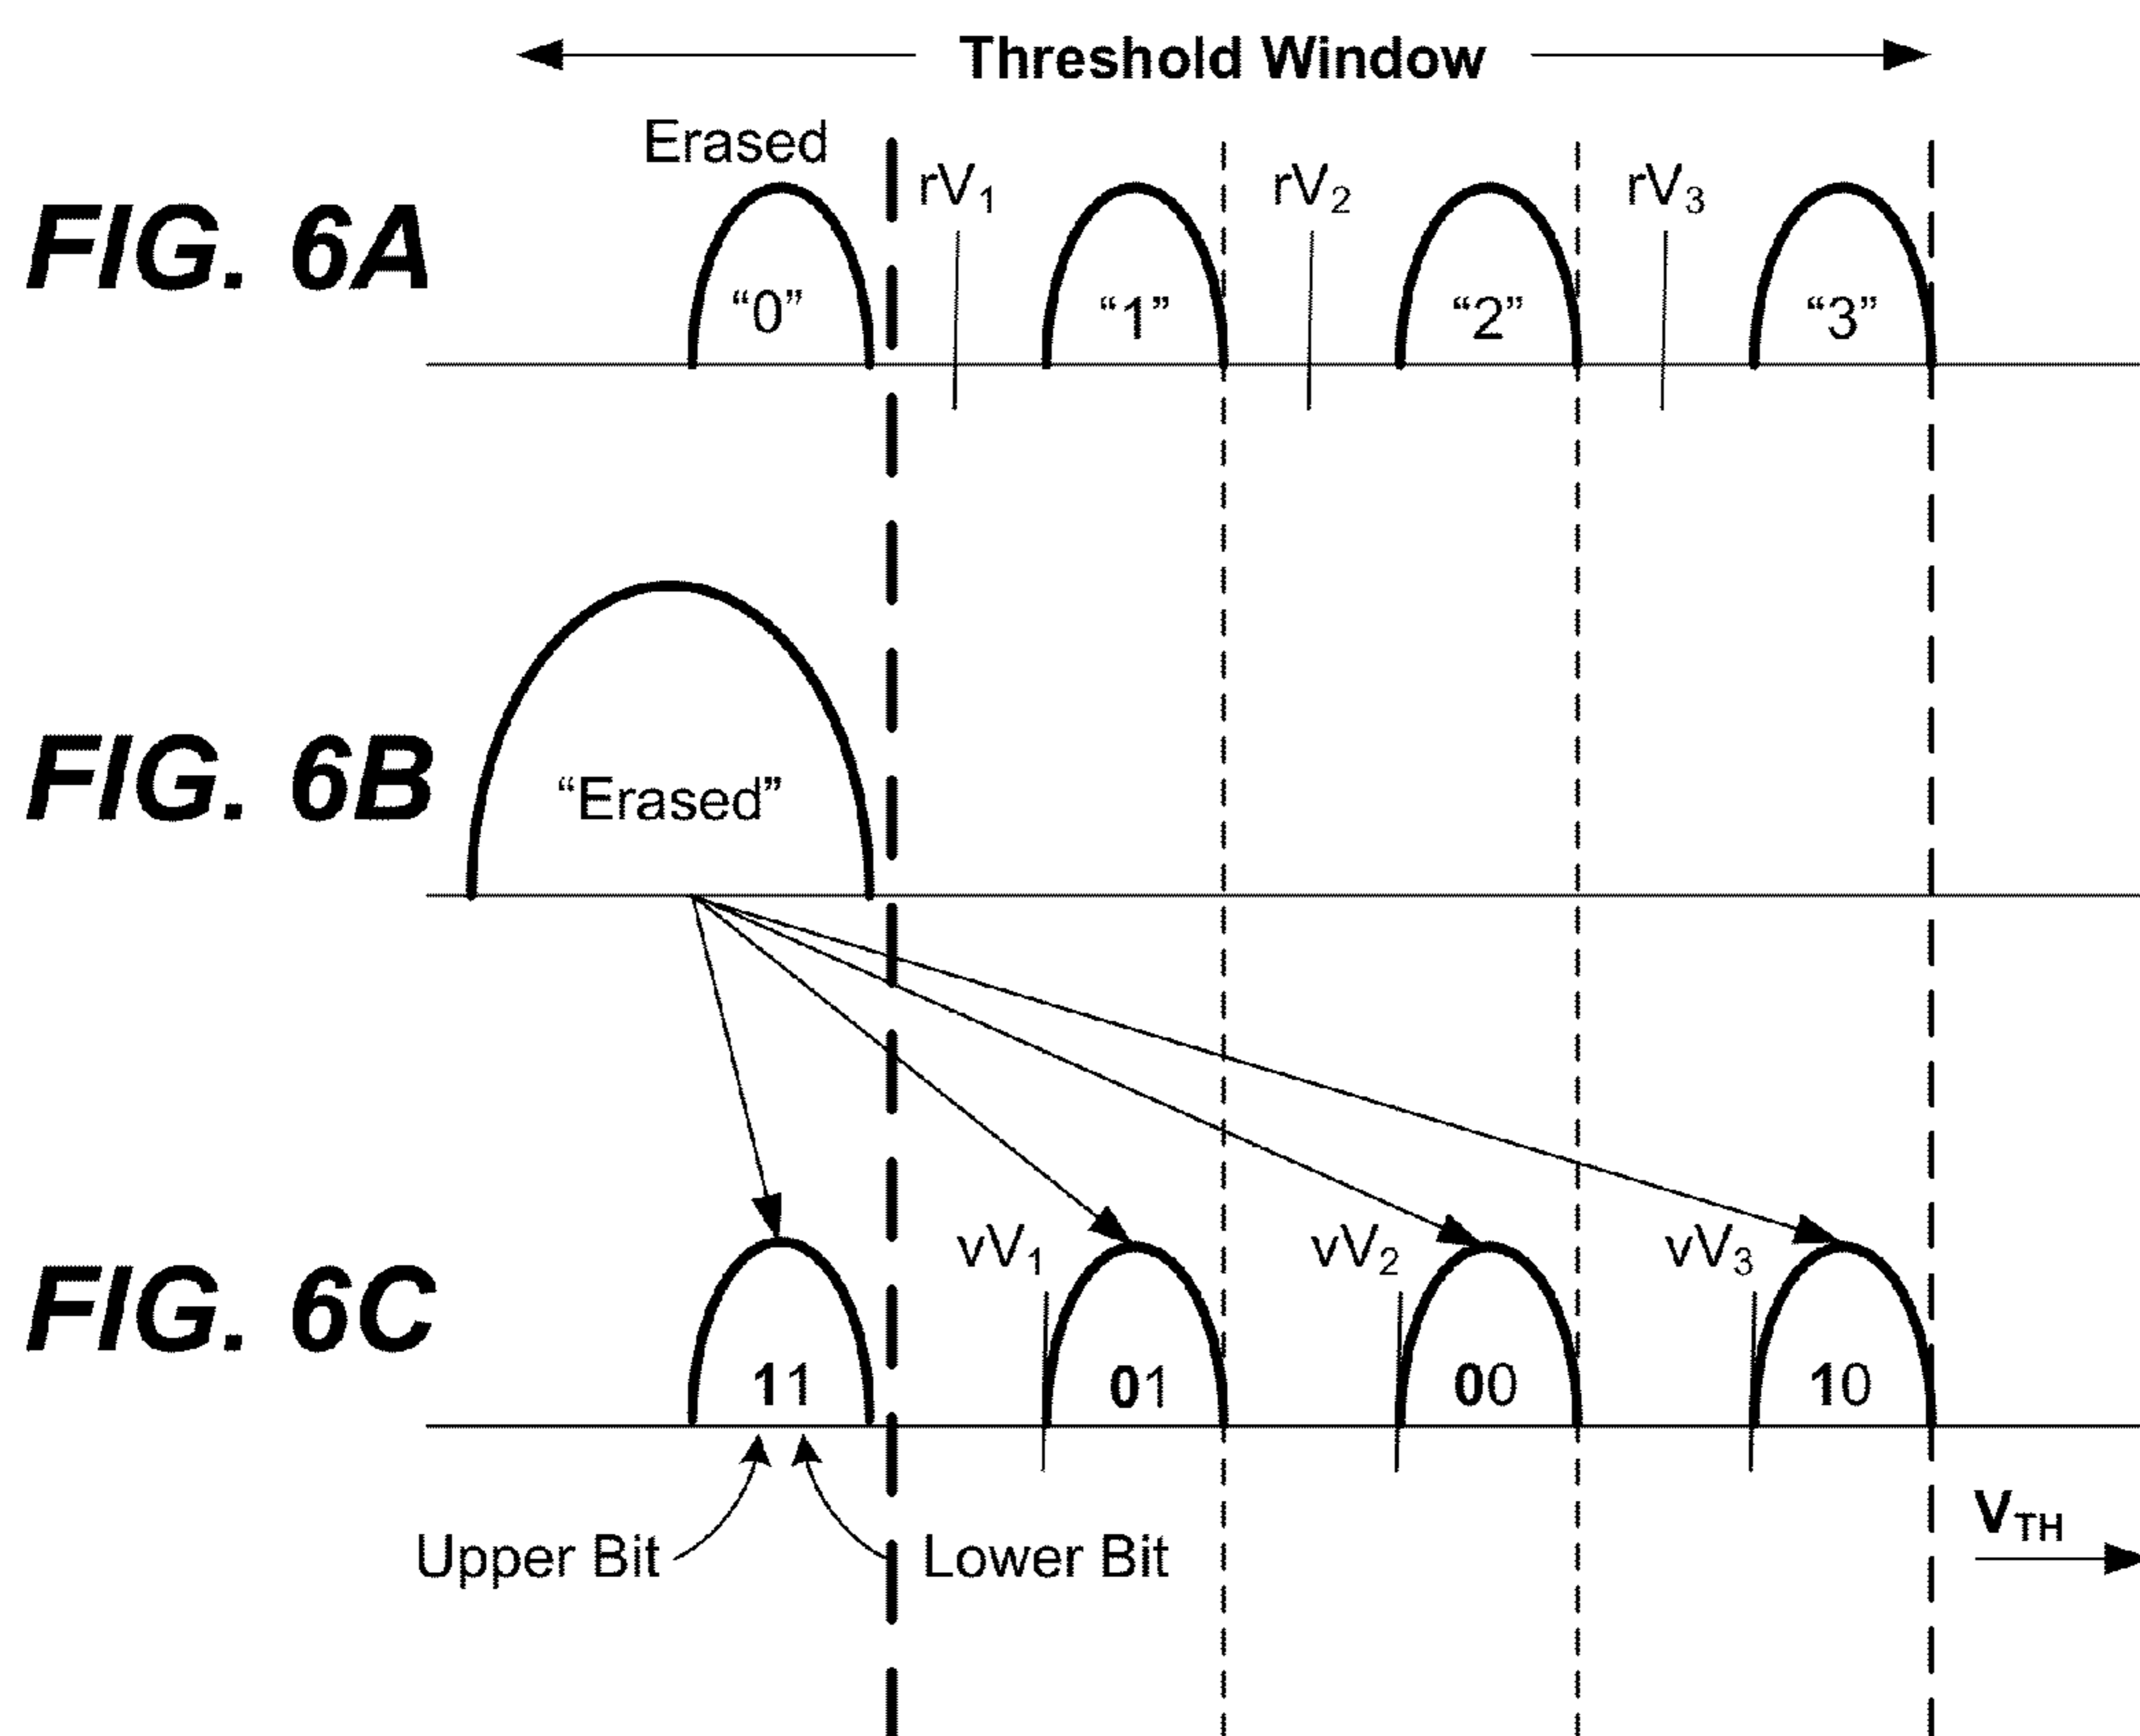 Threshold Window
Erased
rV1
rV2
rV3
FIG. 6A
“0”
“1”
“2”
“3”
FIG. 6B
“Erased”
FIG. 6C
vV1
vV2
vV3
11
01
00
10
Upper Bit
Lower Bit
VTH